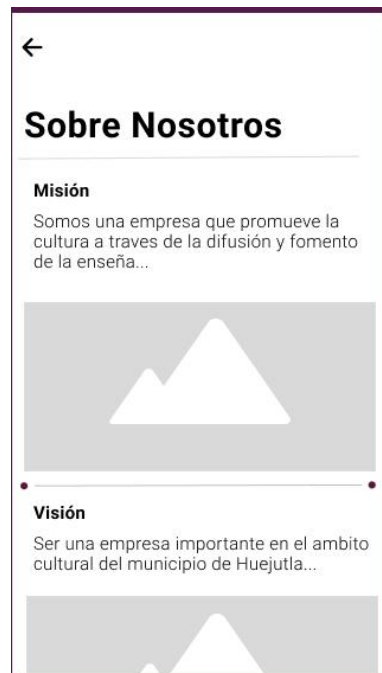 Sobre Nosotros
Misión
Somos una empresa que promueve la
cultura a traves de la difusión y fomento
de la enseña...
Visión
Ser una empresa importante en el ambito
cultural del municipio de Huejutla...